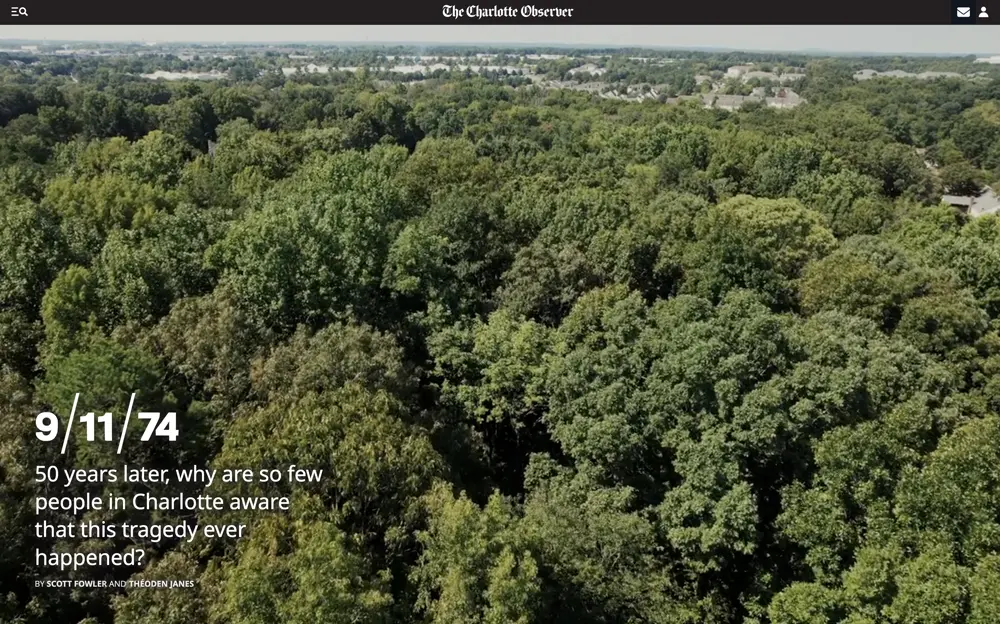 The Charlotte Observer
9/11/74
50 years later, why are so few
people in Charlotte aware
that this tragedy ever
happened?
BY SCOTT FOWLER AND THÉODEN JANES